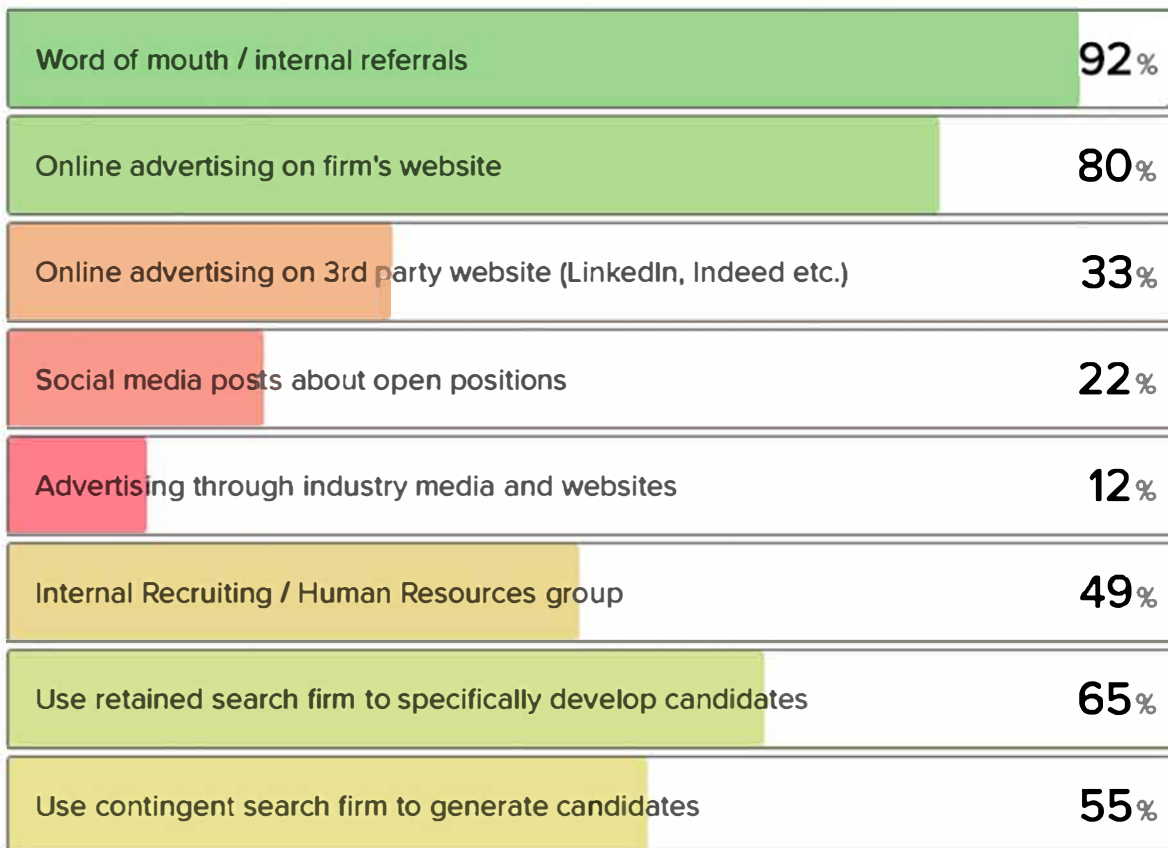 Word of mouth / internal referrals 92%
Online advertising on firm's website 80%
Online advertising on 3rd party website (LinkedIn, Indeed etc.) 33%
Social media posts about open positions 22%
Advertising through industry media and websites 12%
Internal Recruiting / Human Resources group 49%
Use retained search firm to specifically develop candidates 65%
Use contingent search firm to generate candidates 55%